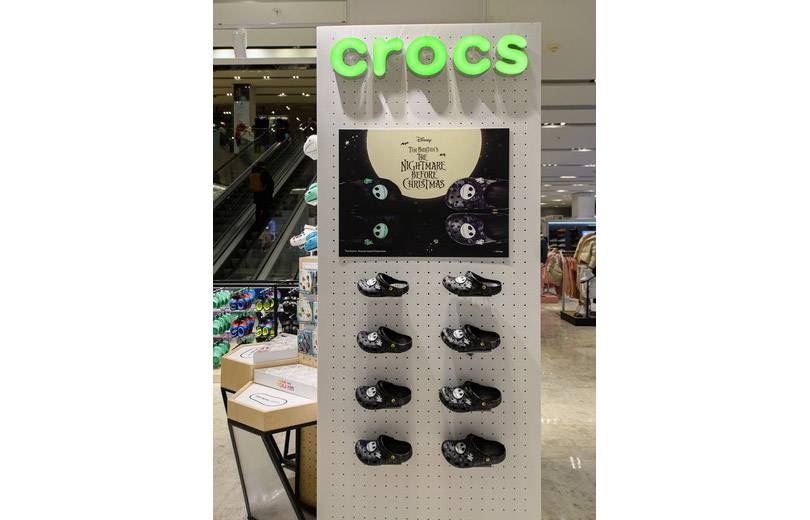 crocs
Disney
TIM BURTON'S
THE
NIGHTMARE
BEFORE
CHRISTMAS